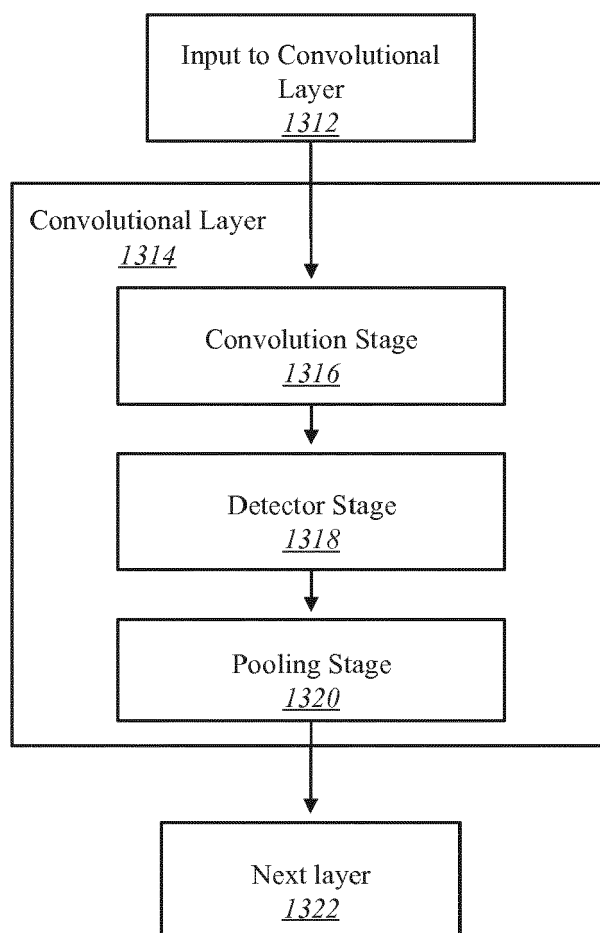 Input to Convolutional
Layer
1312
Convolutional Layer
1314
Convolution Stage
1316
Detector Stage
1318
Pooling Stage
1320
Next layer
1322